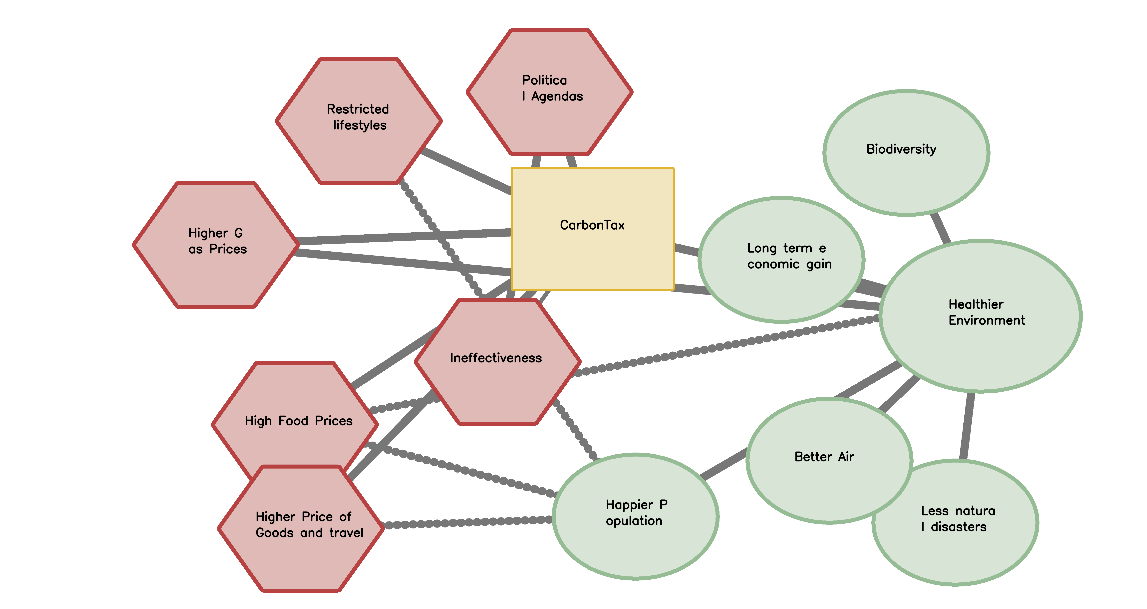 Politica
l Agendas
Restricted
lifestyles
Biodiversity
CarbonTax
Higher G
as Prices
Long term e
conomic gain
Healthier
Environment
Ineffectiveness
High Food Prices
Better Air
Happier P
opulation
Less natura
l disasters
Higher Price of
Goods and travel